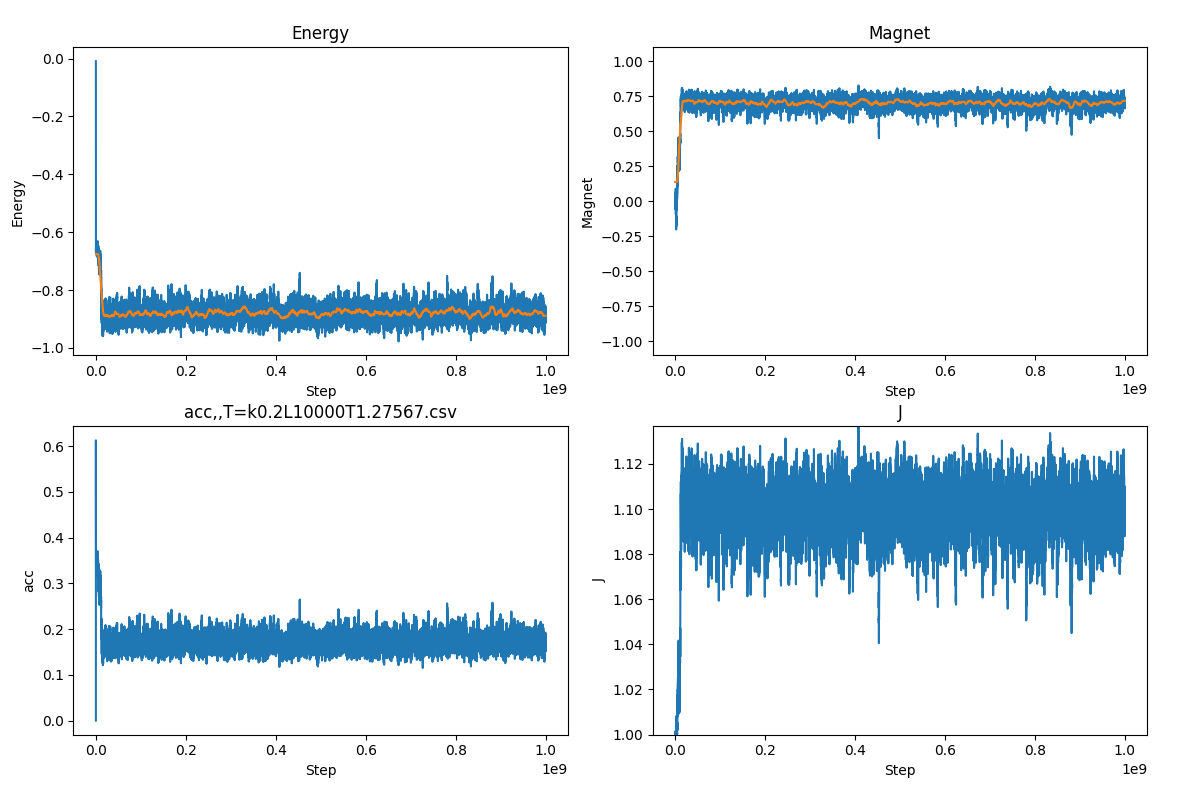 Energy
Energy
0.0
−0.2
−0.4
−0.6
−0.8
−1.0
0.0 0.2 0.4 0.6 0.8 1.0
1e9
Step
Magnet
Magnet
1.00
0.75
0.50
0.25
0.00
−0.25
−0.50
−0.75
−1.00
0.0 0.2 0.4 0.6 0.8 1.0
1e9
Step
acc,,T=k0.2L10000T1.27567.csv
acc
0.6
0.5
0.4
0.3
0.2
0.1
0.0
0.0 0.2 0.4 0.6 0.8 1.0
1e9
Step
J
J
1.12
1.10
1.08
1.06
1.04
1.02
1.00
0.0 0.2 0.4 0.6 0.8 1.0
1e9
Step